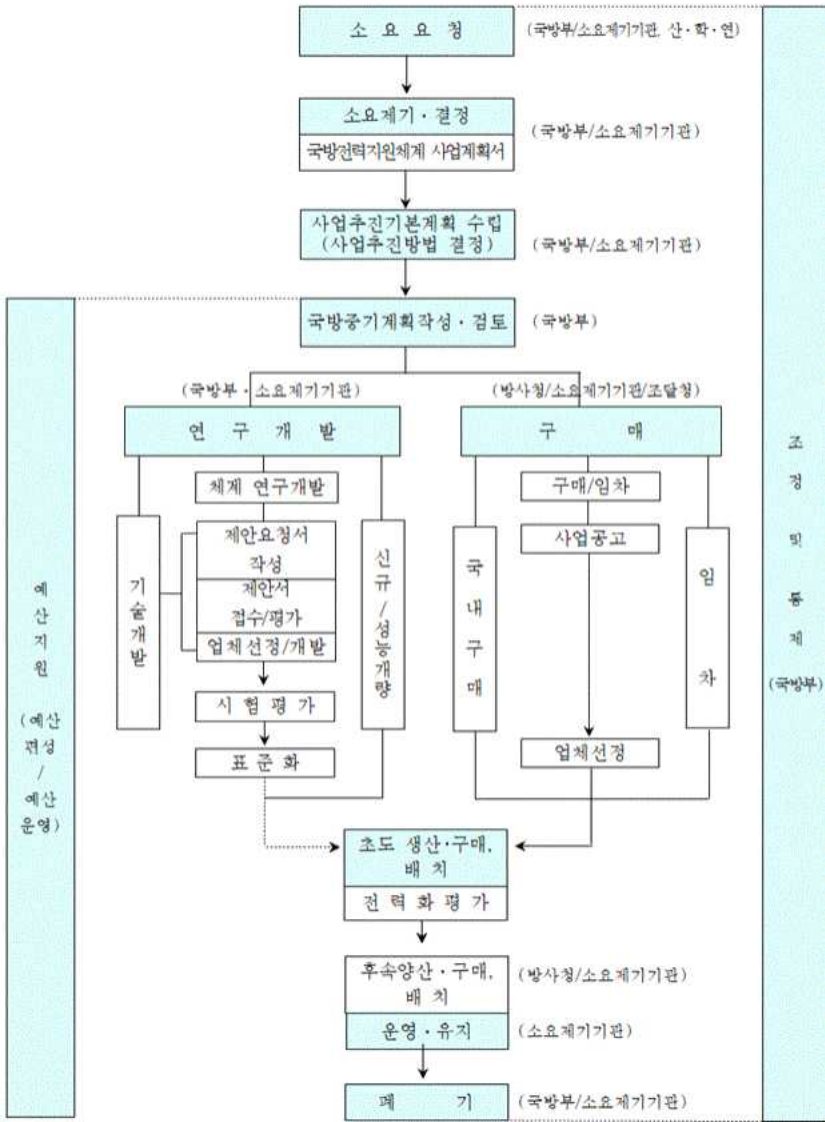 소 요 요 청
(국방부/소요제기기관, 산·학·연)
소요제기·결정
국방전력지원체계 사업계획서
(국방부/소요제기기관)
사업추진기본계획 수립
(사업추진방법 결정)
(국방부/소요제기기관)
국방중기계획작성·검토
(국방부)
(국방부·소요제기기관)
연 구 개 발
체계 연구개발
제안요청서
작성
제안서
접수/평가
업체선정/개발
기술개발
신규/성능개량
시 험 평 가
표 준 화
(방사청/소요제기기관/조달청)
구 매
구매/임차
사업공고
국내구매
임 차
업체선정
초도 생산·구매,
배 치
전 력 화 평 가
후속양산·구매,
배 치
(방사청/소요제기기관)
운영·유지
(소요제기기관)
폐 기
(국방부/소요제기기관)
예
산
지
원
(예산
편성
/
예산
운영)
조
정
및
통
제
(국방부)